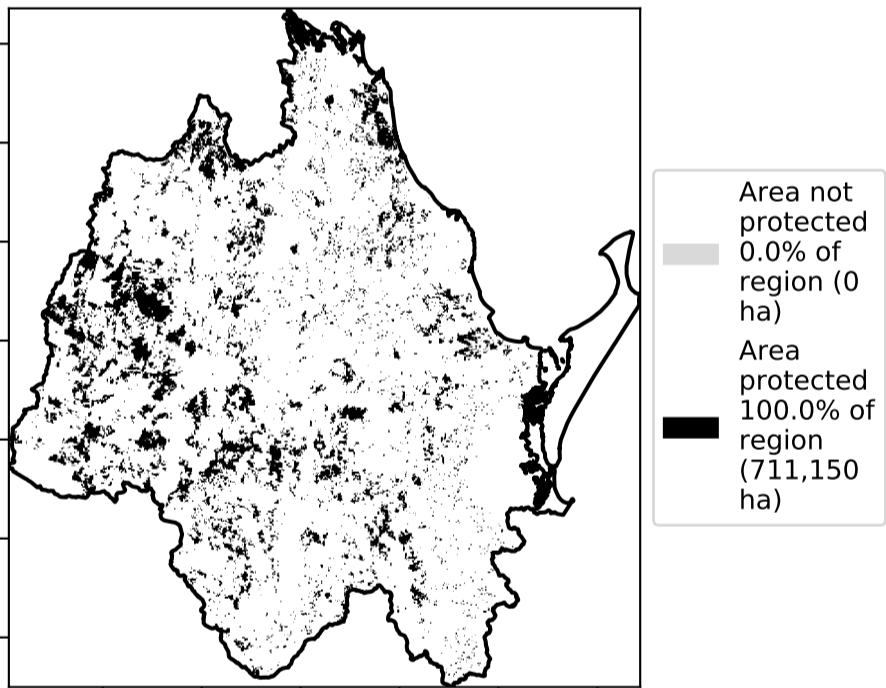 Area not
protected
0.0% of
region (0
ha)
Area
protected
100.0% of
region
(711,150
ha)